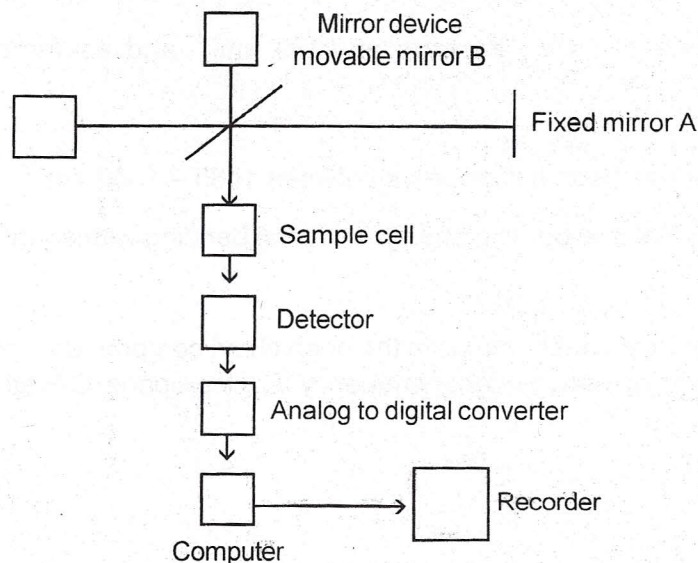 Mirror device
movable mirror B
Fixed mirror A
Sample cell
Detector
Analog to digital converter
Recorder
Computer